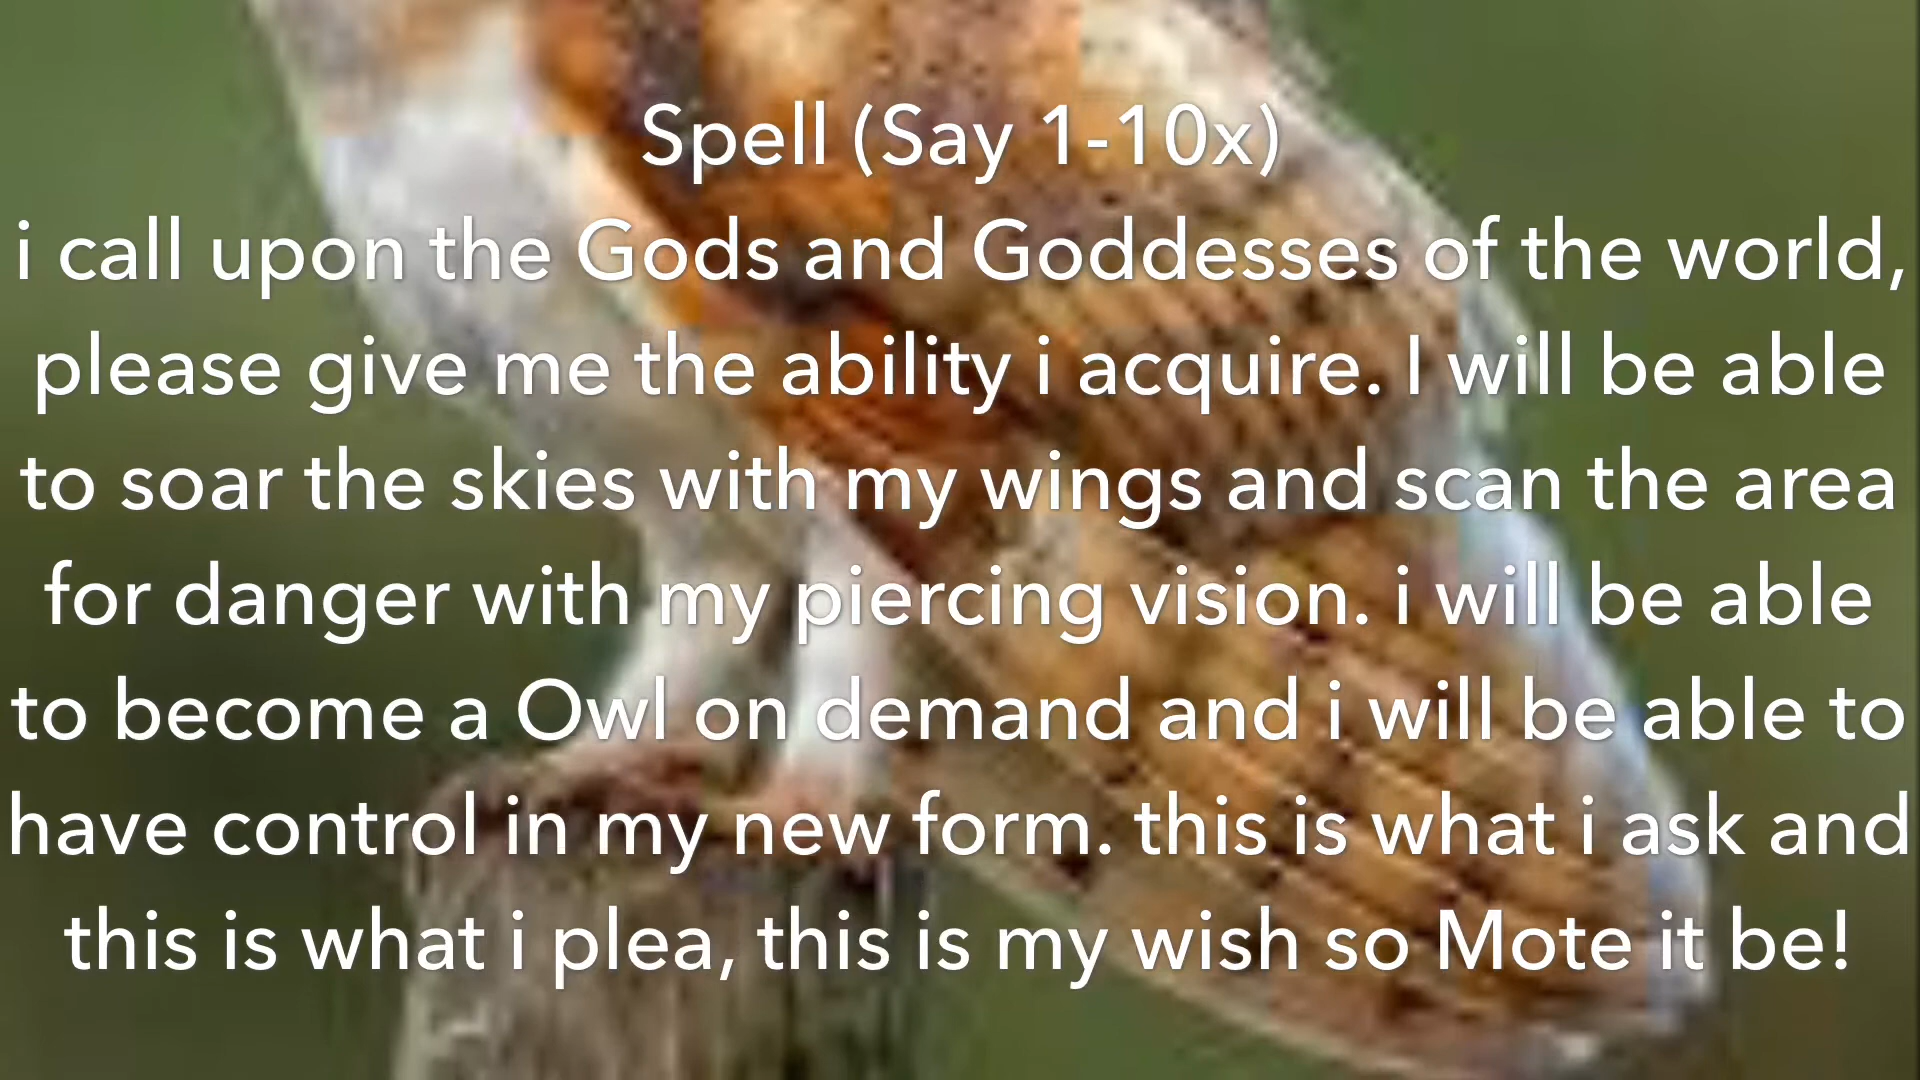 Spell (Say 1-10x)
i call upon the Gods and Goddesses of the world,
please give me the ability i acquire. I will be able
to soar the skies with my wings and scan the area
for danger with my piercing vision. i will be able
to become a Owl on demand and i will be able to
have control in my new form. this is what i ask and
this is what i plea, this is my wish so Mote it be!